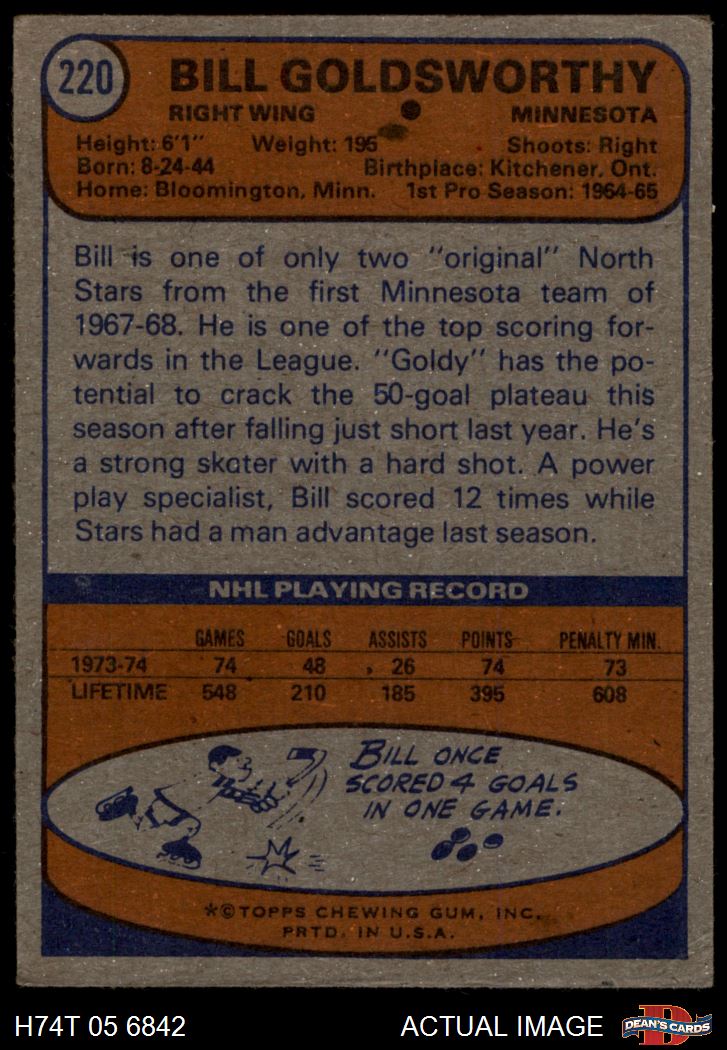 220 BILL GOLDSWORTHY
RIGHT WING MINNESOTA
Height: 6'1" Weight: 195 Shoots: Right
Born: 8-24-44 Birthplace: Kitchener, Ont.
Home: Bloomington, Minn. 1st Pro Season: 1964-65
Bill is one of only two "original" North
Stars from the first Minnesota team of
1967-68. He is one of the top scoring for-
wards in the League. "Goldy" has the po-
tential to crack the 50-goal plateau this
season after falling just short last year. He's
a strong skater with a hard shot. A power
play specialist, Bill scored 12 times while
Stars had a man advantage last season.
NHL PLAYING RECORD
GAMES GOALS ASSISTS POINTS PENALTY MIN.
1973-74 74 48 26 74 73
LIFETIME 548 210 185 395 608
BILL ONCE
SCORED 4 GOALS
IN ONE GAME.
*©TOPPS CHEWING GUM, INC.
PRTD. IN U.S.A.
H74T 05 6842 ACTUAL IMAGE D DEAN'S CARDS